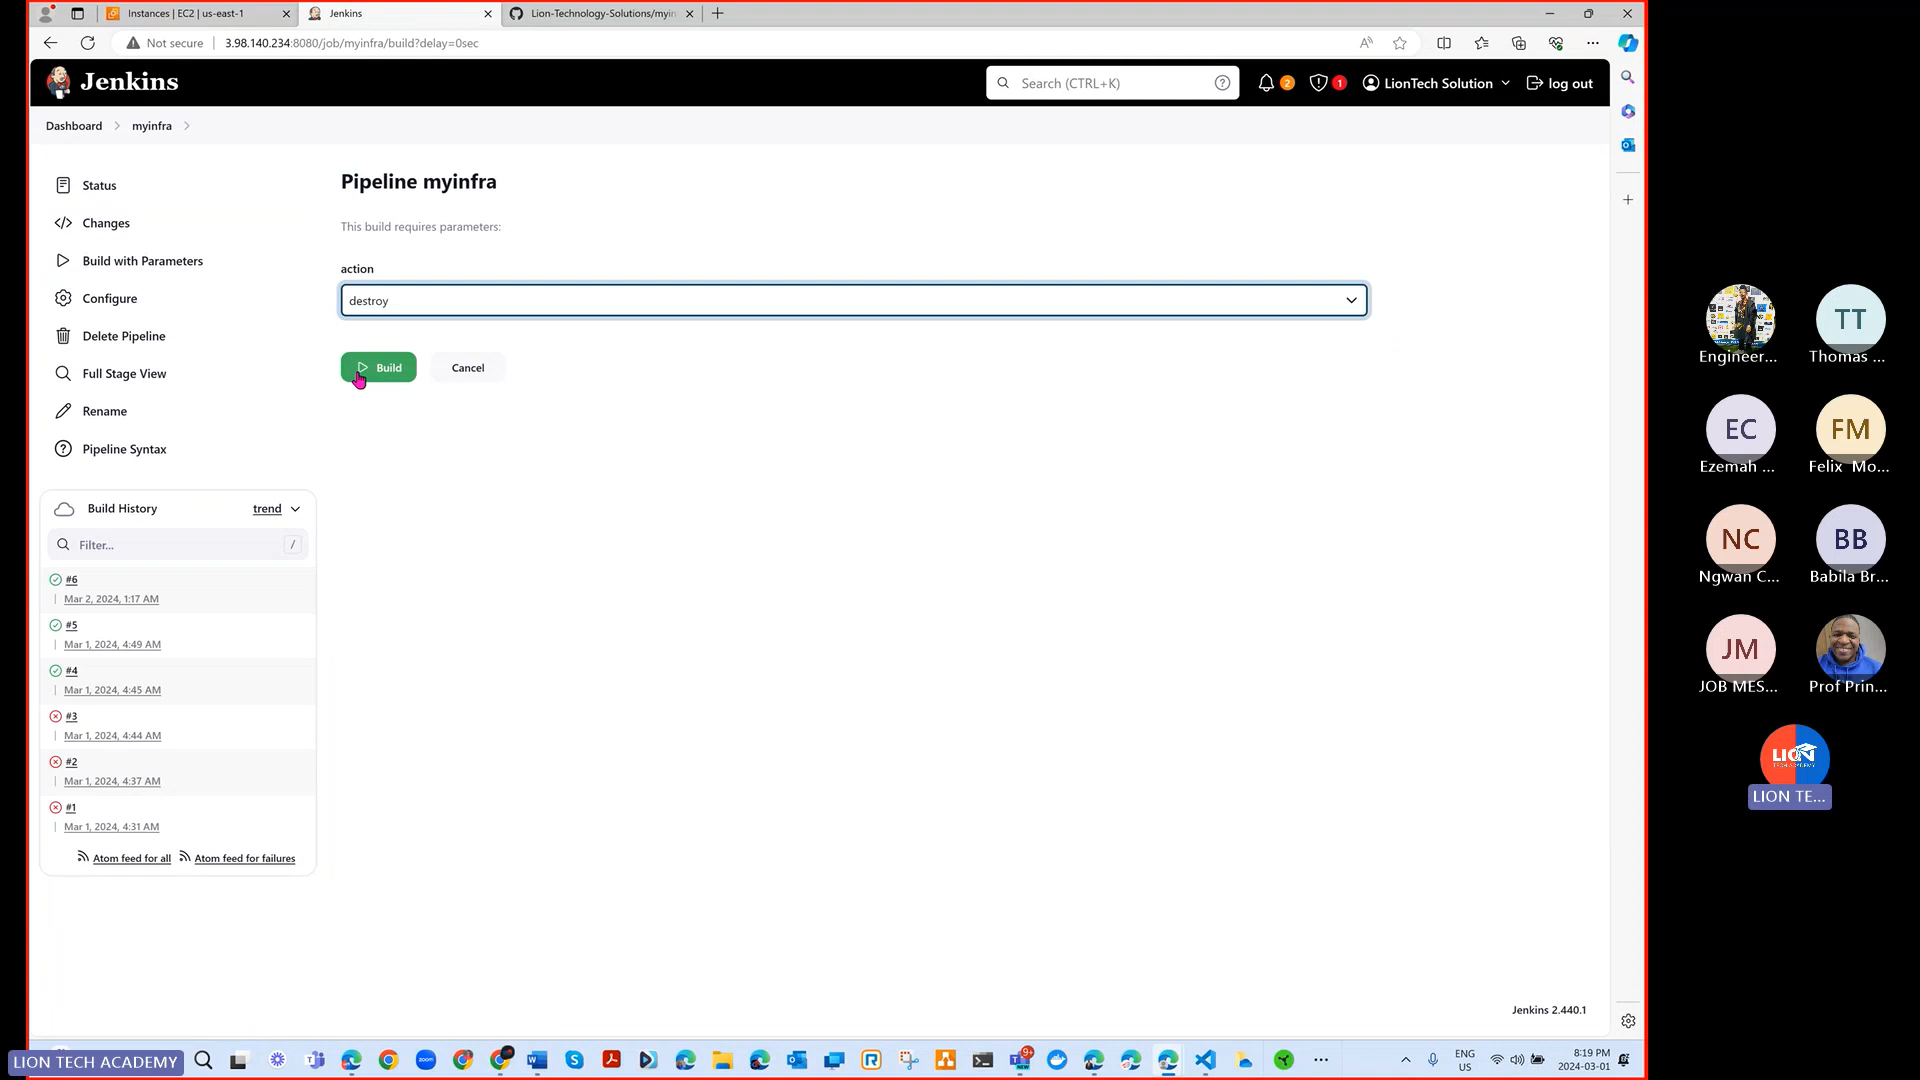 Instances | EC2 | us-east-1
Jenkins
Lion-Technology-Solutions/myin
Not secure
3.98.140.234:8080/job/myinfra/build?delay=0sec
Jenkins
Search (CTRL+K)
2
1
LionTech Solution
log out
Dashboard
myinfra
Status
Changes
Build with Parameters
Configure
Delete Pipeline
Full Stage View
Rename
Pipeline Syntax
Pipeline myinfra
This build requires parameters:
action
destroy
Build
Cancel
Build History
trend
Filter...
/
#6
Mar 2, 2024, 1:17 AM
#5
Mar 1, 2024, 4:49 AM
#4
Mar 1, 2024, 4:45 AM
#3
Mar 1, 2024, 4:44 AM
#2
Mar 1, 2024, 4:37 AM
#1
Mar 1, 2024, 4:31 AM
Atom feed for all
Atom feed for failures
Jenkins 2.440.1
Engineer...
TT
Thomas ...
EC
Ezemah ...
FM
Felix Mo...
NC
Ngwan C...
BB
Babila Br...
JM
JOB MES...
Prof Prin...
LION
TECH ACADEMY
LION TE...
LION TECH ACADEMY
zoom
9+
NEW
ENG
US
8:19 PM
2024-03-01